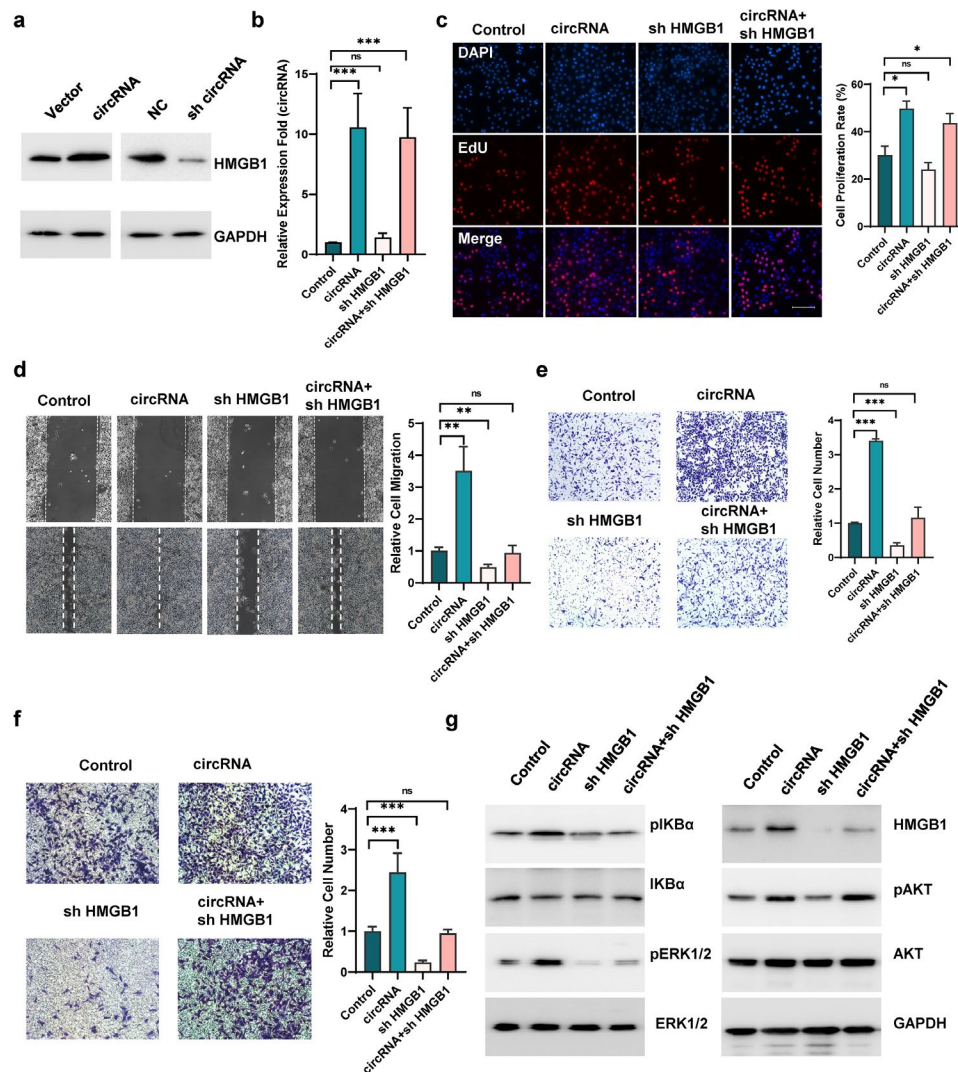 a
Vector
circRNA
NC
sh circRNA
HMGB1
GAPDH
b
Relative Expression Fold (circRNA)
15
10
5
0
***
ns
***
Control
circRNA
sh HMGB1
circRNA+sh HMGB1
c
Control
circRNA
sh HMGB1
circRNA+
sh HMGB1
DAPI
EdU
Merge
Cell Proliferation Rate (%)
80
60
40
20
0
*
ns
*
Control
circRNA
sh HMGB1
circRNA+sh HMGB1
d
Control
circRNA
sh HMGB1
circRNA+
sh HMGB1
Relative Cell Migration
5
4
3
2
1
0
ns
**
**
Control
circRNA
sh HMGB1
circRNA+sh HMGB1
e
Control
circRNA
sh HMGB1
circRNA+
sh HMGB1
Relative Cell Number
4
3
2
1
0
ns
***
***
Control
circRNA
sh HMGB1
circRNA+sh HMGB1
f
Control
circRNA
sh HMGB1
circRNA+
sh HMGB1
Relative Cell Number
4
3
2
1
0
ns
***
***
Control
circRNA
sh HMGB1
circRNA+sh HMGB1
g
Control
circRNA
sh HMGB1
circRNA+sh HMGB1
pIKBα
IKBα
pERK1/2
ERK1/2
Control
circRNA
sh HMGB1
circRNA+sh HMGB1
HMGB1
pAKT
AKT
GAPDH